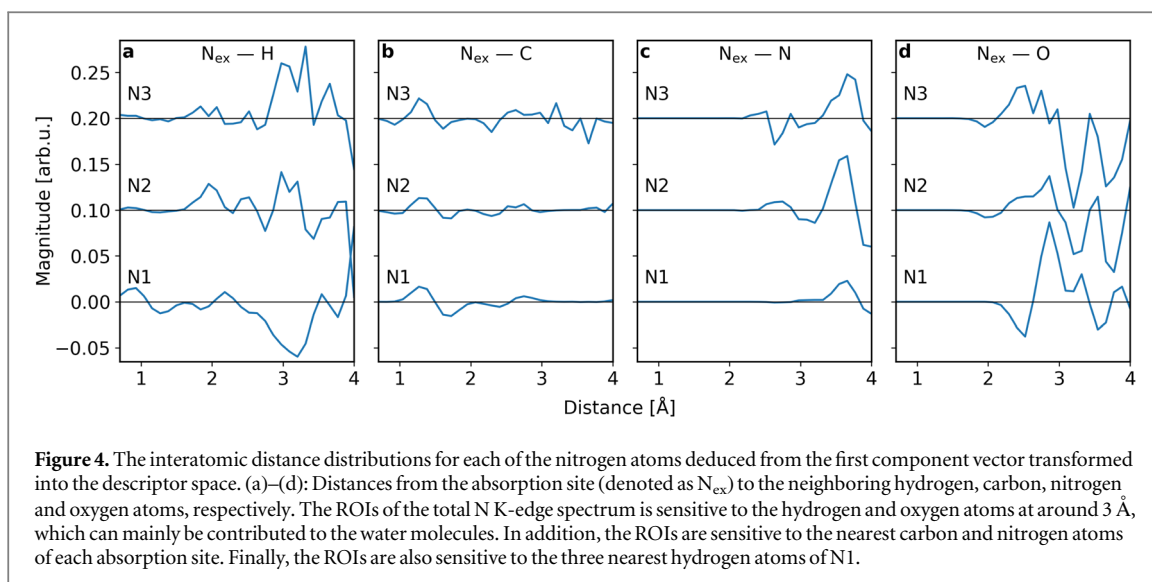 a N_ex — H b N_ex — C c N_ex — N d N_ex — O
0.25
N3 N3 N3 N3
0.20
0.15
N2 N2 N2 N2
0.10
0.05
N1 N1 N1 N1
0.00
−0.05
1 2 3 4 1 2 3 4 1 2 3 4 1 2 3 4
Magnitude [arb.u.]
Distance [Å]
Figure 4. The interatomic distance distributions for each of the nitrogen atoms deduced from the first component vector transformed
into the descriptor space. (a)–(d): Distances from the absorption site (denoted as N_ex) to the neighboring hydrogen, carbon, nitrogen
and oxygen atoms, respectively. The ROIs of the total N K-edge spectrum is sensitive to the hydrogen and oxygen atoms at around 3 Å,
which can mainly be contributed to the water molecules. In addition, the ROIs are sensitive to the nearest carbon and nitrogen atoms
of each absorption site. Finally, the ROIs are also sensitive to the three nearest hydrogen atoms of N1.